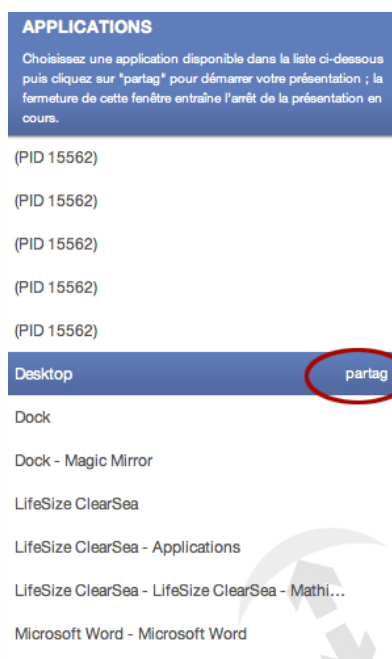 APPLICATIONS
Choisissez une application disponible dans la liste ci-dessous
puis cliquez sur "partag" pour démarrer votre présentation ; la
fermeture de cette fenêtre entraîne l'arrêt de la présentation en
cours.
(PID 15562)
(PID 15562)
(PID 15562)
(PID 15562)
(PID 15562)
Desktop partag
Dock
Dock - Magic Mirror
LifeSize ClearSea
LifeSize ClearSea - Applications
LifeSize ClearSea - LifeSize ClearSea - Mathi...
Microsoft Word - Microsoft Word